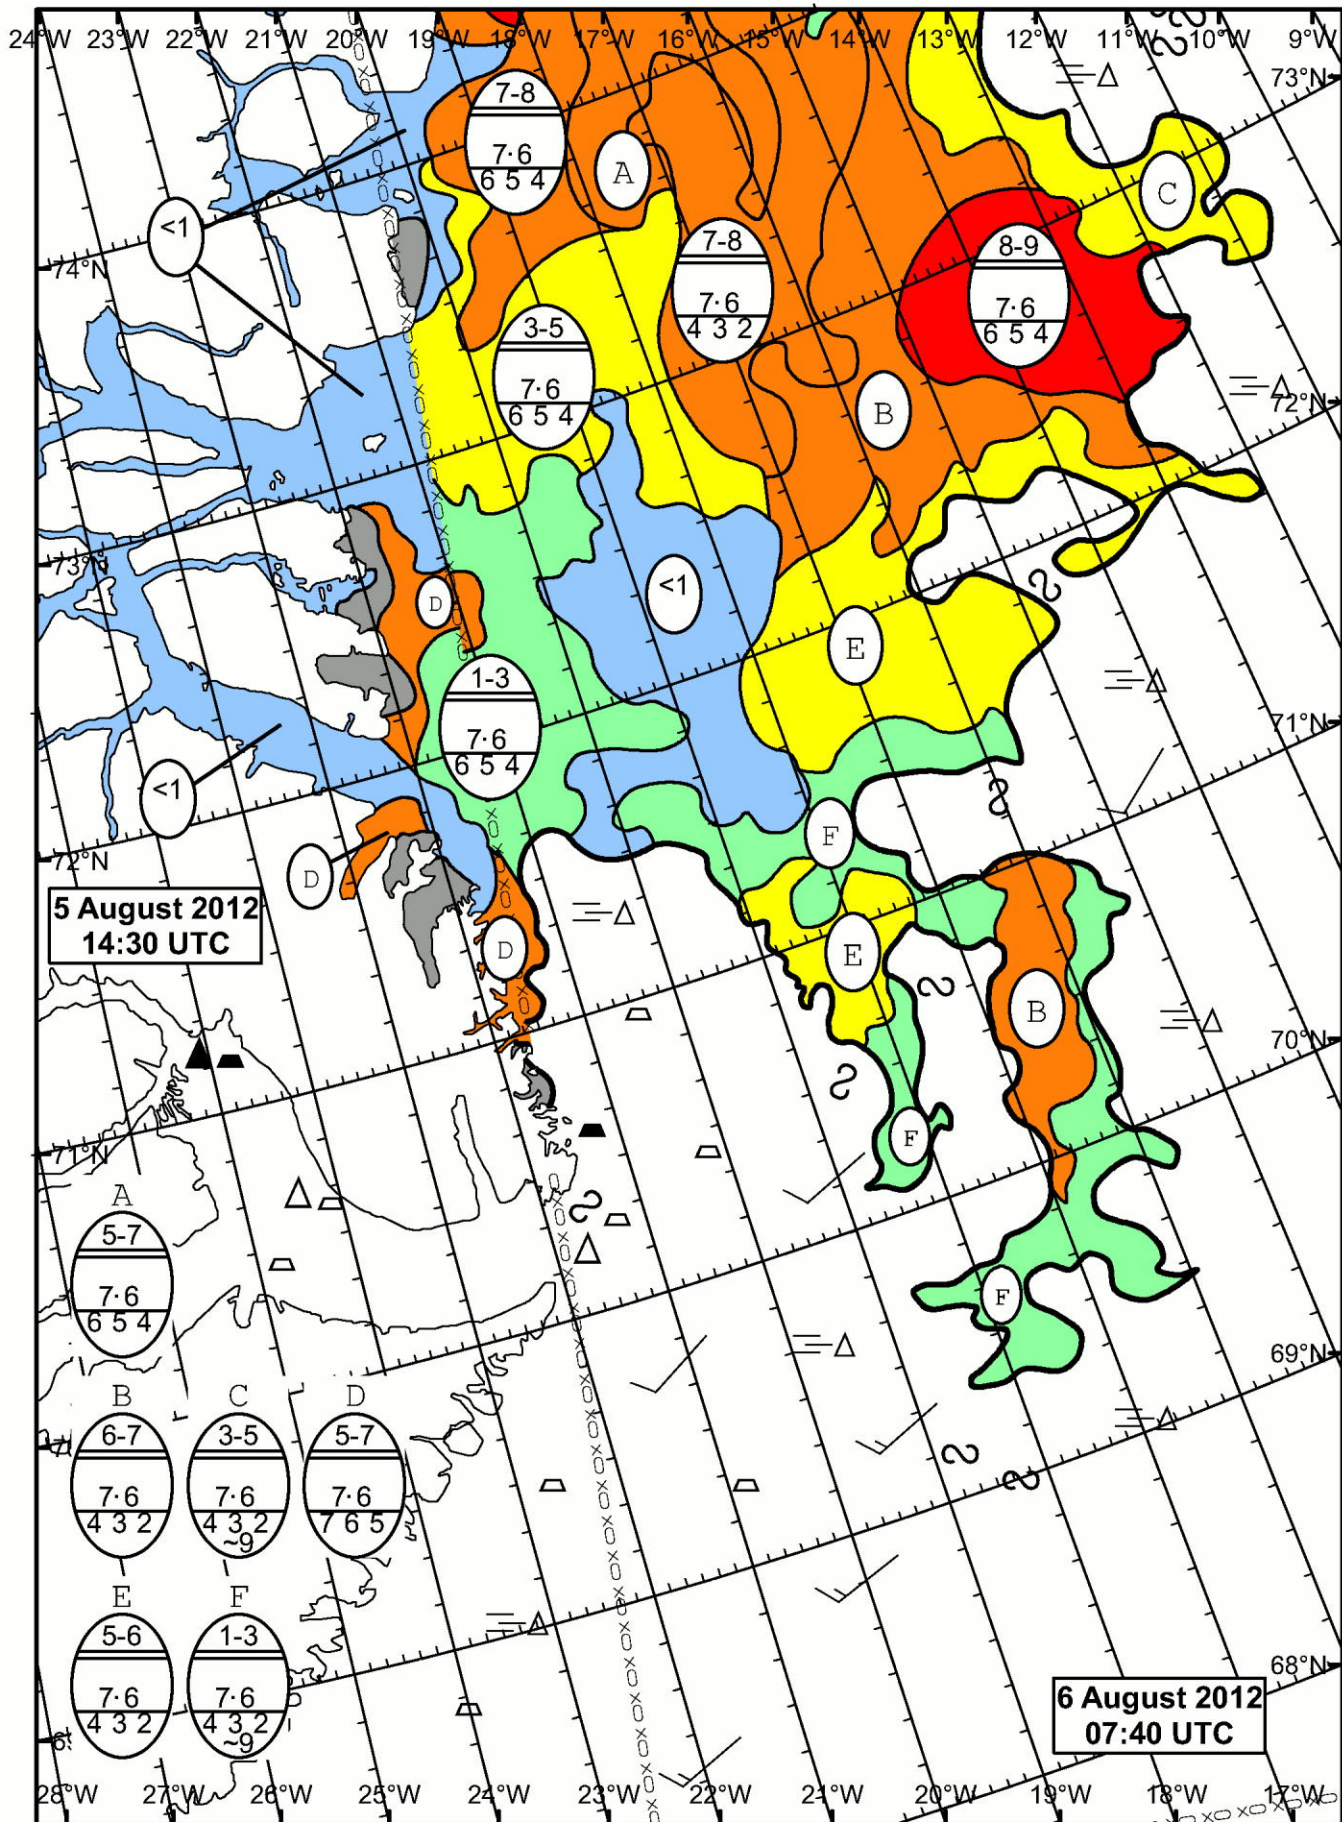 24°W 23°W 22°W 21°W 20°W 19°W 18°W 17°W 16°W 15°W 14°W 13°W 12°W 11°W 10°W 9°W
73°N
7-8
7·6
6 5 4
A
C
<1
7-8
7·6
4 3 2
8-9
7·6
6 5 4
74°N
3-5
7·6
6 5 4
72°N
B
73°N
<1
D
E
1-3
7·6
6 5 4
71°N
<1
F
72°N
D
5 August 2012
14:30 UTC
D
E
B
70°N
F
71°N
A
5-7
7·6
6 5 4
F
69°N
B C D
6-7 3-5 5-7
7·6 7·6 7·6
4 3 2 4 3 2 7 6 5
~9
E F
5-6 1-3
7·6 7·6
4 3 2 4 3 2
~9
68°N
6 August 2012
07:40 UTC
28°W 27°W 26°W 25°W 24°W 23°W 22°W 21°W 20°W 19°W 18°W 17°W